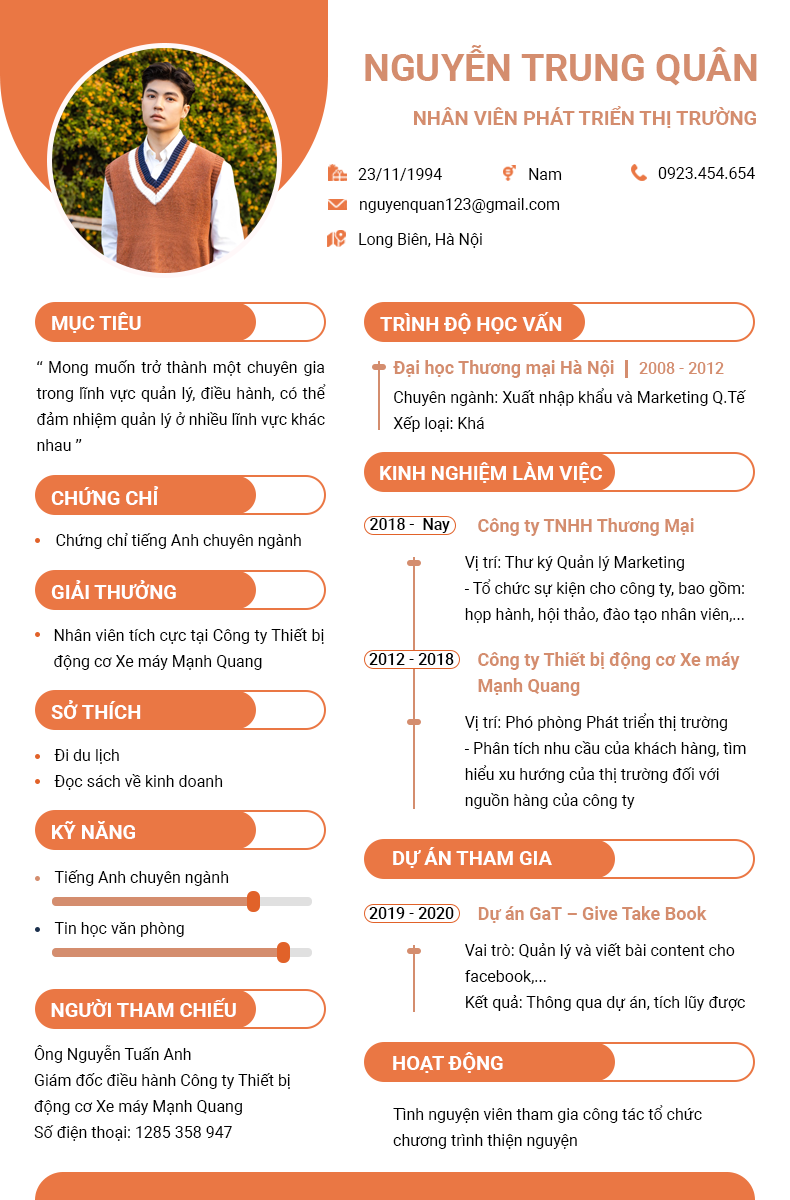 NGUYỄN TRUNG QUÂN
NHÂN VIÊN PHÁT TRIỂN THỊ TRƯỜNG
23/11/1994
Nam
0923.454.654
nguyenquan123@gmail.com
Long Biên, Hà Nội
MỤC TIÊU
“ Mong muốn trở thành một chuyên gia
trong lĩnh vực quản lý, điều hành, có thể
đảm nhiệm quản lý ở nhiều lĩnh vực khác
nhau ”
CHỨNG CHỈ
• Chứng chỉ tiếng Anh chuyên ngành
GIẢI THƯỞNG
• Nhân viên tích cực tại Công ty Thiết bị
động cơ Xe máy Mạnh Quang
SỞ THÍCH
• Đi du lịch
• Đọc sách về kinh doanh
KỸ NĂNG
• Tiếng Anh chuyên ngành
• Tin học văn phòng
NGƯỜI THAM CHIẾU
Ông Nguyễn Tuấn Anh
Giám đốc điều hành Công ty Thiết bị
động cơ Xe máy Mạnh Quang
Số điện thoại: 1285 358 947
TRÌNH ĐỘ HỌC VẤN
Đại học Thương mại Hà Nội | 2008 - 2012
Chuyên ngành: Xuất nhập khẩu và Marketing Q.Tế
Xếp loại: Khá
KINH NGHIỆM LÀM VIỆC
2018 - Nay
Công ty TNHH Thương Mại
Vị trí: Thư ký Quản lý Marketing
- Tổ chức sự kiện cho công ty, bao gồm:
họp hành, hội thảo, đào tạo nhân viên,...
2012 - 2018
Công ty Thiết bị động cơ Xe máy
Mạnh Quang
Vị trí: Phó phòng Phát triển thị trường
- Phân tích nhu cầu của khách hàng, tìm
hiểu xu hướng của thị trường đối với
nguồn hàng của công ty
DỰ ÁN THAM GIA
2019 - 2020
Dự án GaT – Give Take Book
Vai trò: Quản lý và viết bài content cho
facebook,...
Kết quả: Thông qua dự án, tích lũy được
HOẠT ĐỘNG
Tình nguyện viên tham gia công tác tổ chức
chương trình thiện nguyện